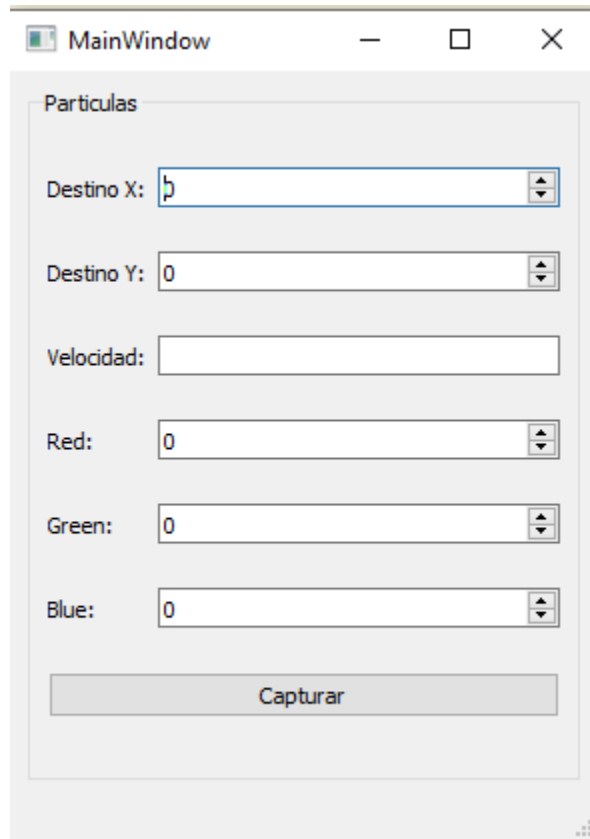 MainWindow
Particulas
Destino X: 0
Destino Y: 0
Velocidad:
Red: 0
Green: 0
Blue: 0
Capturar